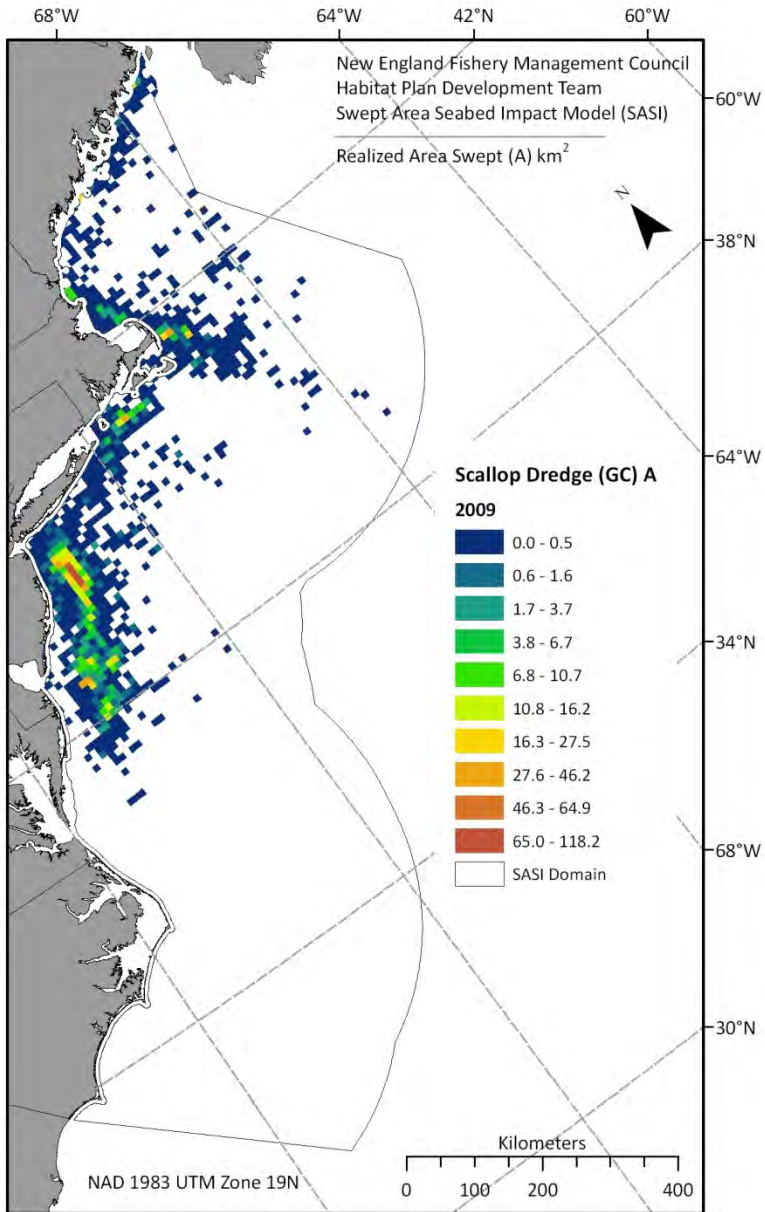 68°W 64°W 42°N 60°W
New England Fishery Management Council
Habitat Plan Development Team
Swept Area Seabed Impact Model (SASI)
Realized Area Swept (A) km²
60°W
N
38°N
64°W
Scallop Dredge (GC) A
2009
0.0 - 0.5
0.6 - 1.6
1.7 - 3.7
3.8 - 6.7
6.8 - 10.7
10.8 - 16.2
16.3 - 27.5
27.6 - 46.2
46.3 - 64.9
65.0 - 118.2
SASI Domain
34°N
68°W
30°N
Kilometers
0 100 200 300 400
NAD 1983 UTM Zone 19N